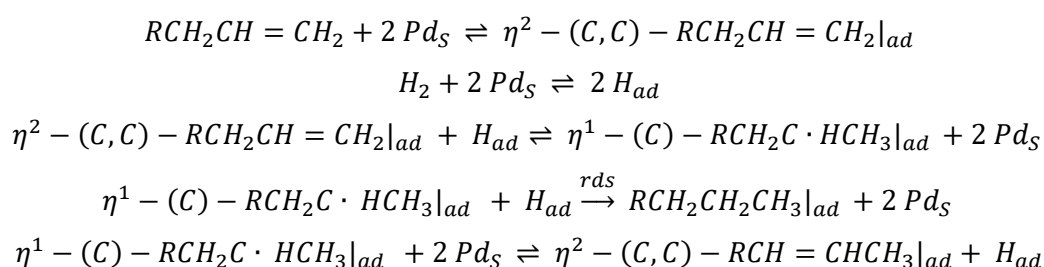 RCH₂CH = CH₂ + 2 Pd_S ⇌ η² − (C, C) − RCH₂CH = CH₂|_ad
H₂ + 2 Pd_S ⇌ 2 H_ad
η² − (C, C) − RCH₂CH = CH₂|_ad + H_ad ⇌ η¹ − (C) − RCH₂C · HCH₃|_ad + 2 Pd_S
η¹ − (C) − RCH₂C · HCH₃|_ad + H_ad →^rds RCH₂CH₂CH₃|_ad + 2 Pd_S
η¹ − (C) − RCH₂C · HCH₃|_ad + 2 Pd_S ⇌ η² − (C, C) − RCH = CHCH₃|_ad + H_ad